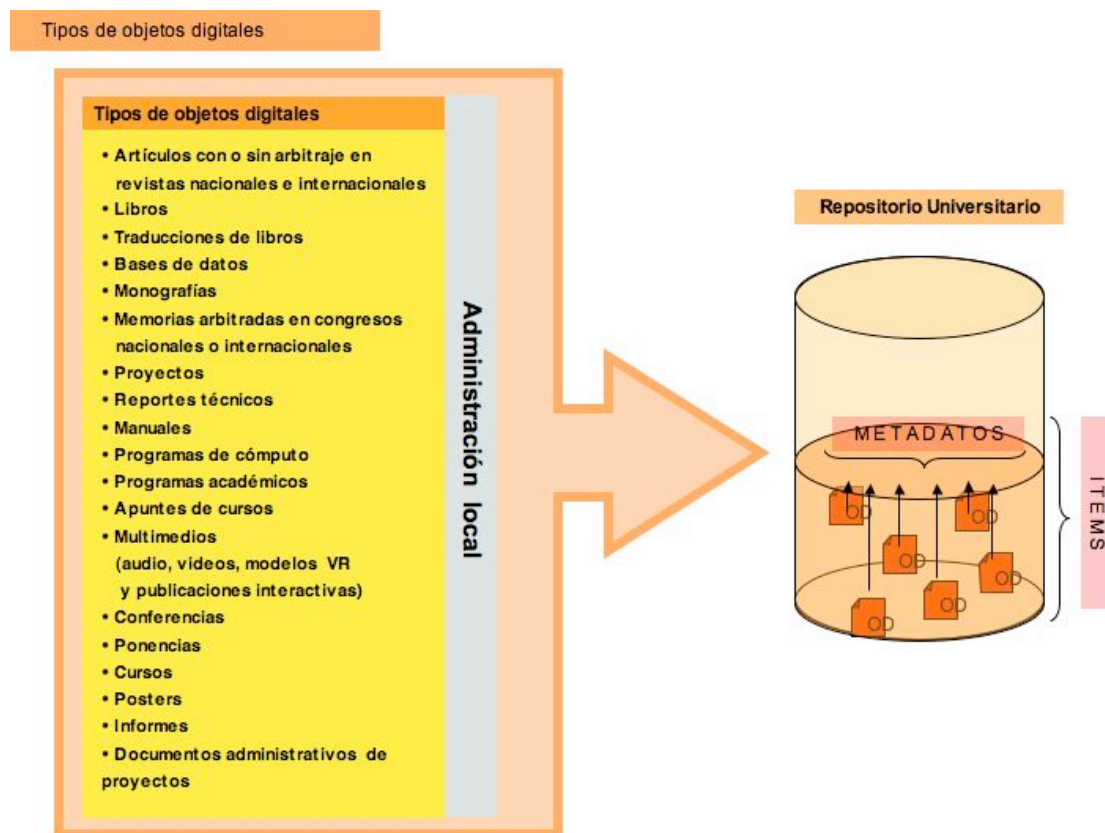 Tipos de objetos digitales
Tipos de objetos digitales
• Artículos con o sin arbitraje en
revistas nacionales e internacionales
• Libros
• Traducciones de libros
• Bases de datos
• Monografías
• Memorias arbitradas en congresos
nacionales o internacionales
• Proyectos
• Reportes técnicos
• Manuales
• Programas de cómputo
• Programas académicos
• Apuntes de cursos
• Multimedios
(audio, videos, modelos VR
y publicaciones interactivas)
• Conferencias
• Ponencias
• Cursos
• Posters
• Informes
• Documentos administrativos de
proyectos
Administración local
Repositorio Universitario
METADATOS
OD
OD
OD
OD
OD
OD
ITEMS